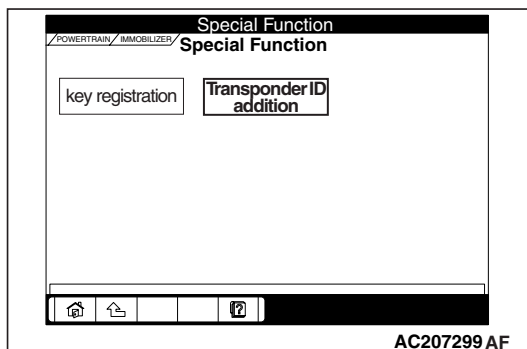 Special Function
POWERTRAIN/ IMMOBILIZER/
Special Function
key registration
Transponder ID
addition
?
AC207299 AF